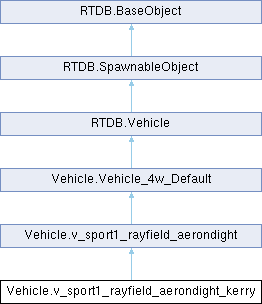 RTDB.BaseObject
RTDB.SpawnableObject
RTDB.Vehicle
Vehicle.Vehicle_4w_Default
Vehicle.v_sport1_rayfield_aerondight
Vehicle.v_sport1_rayfield_aerondight_kerry